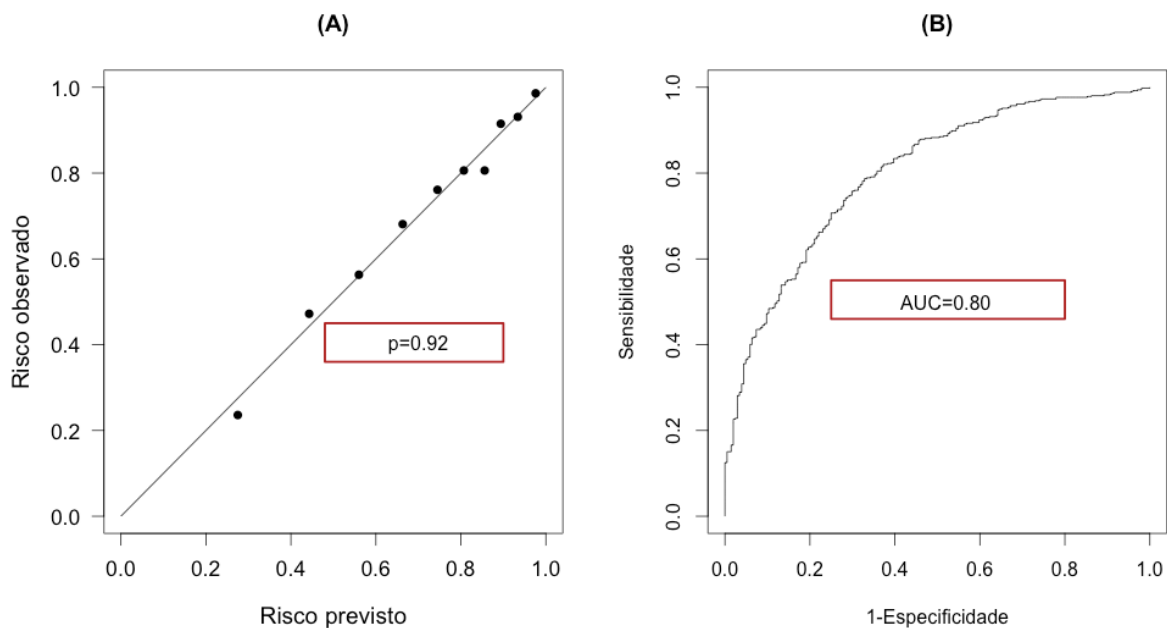 (A)
1.0
0.8
0.6
0.4
0.2
0.0
Risco observado
p=0.92
0.0 0.2 0.4 0.6 0.8 1.0
Risco previsto
(B)
1.0
0.8
0.6
0.4
0.2
0.0
Sensibilidade
AUC=0.80
0.0 0.2 0.4 0.6 0.8 1.0
1-Especificidade